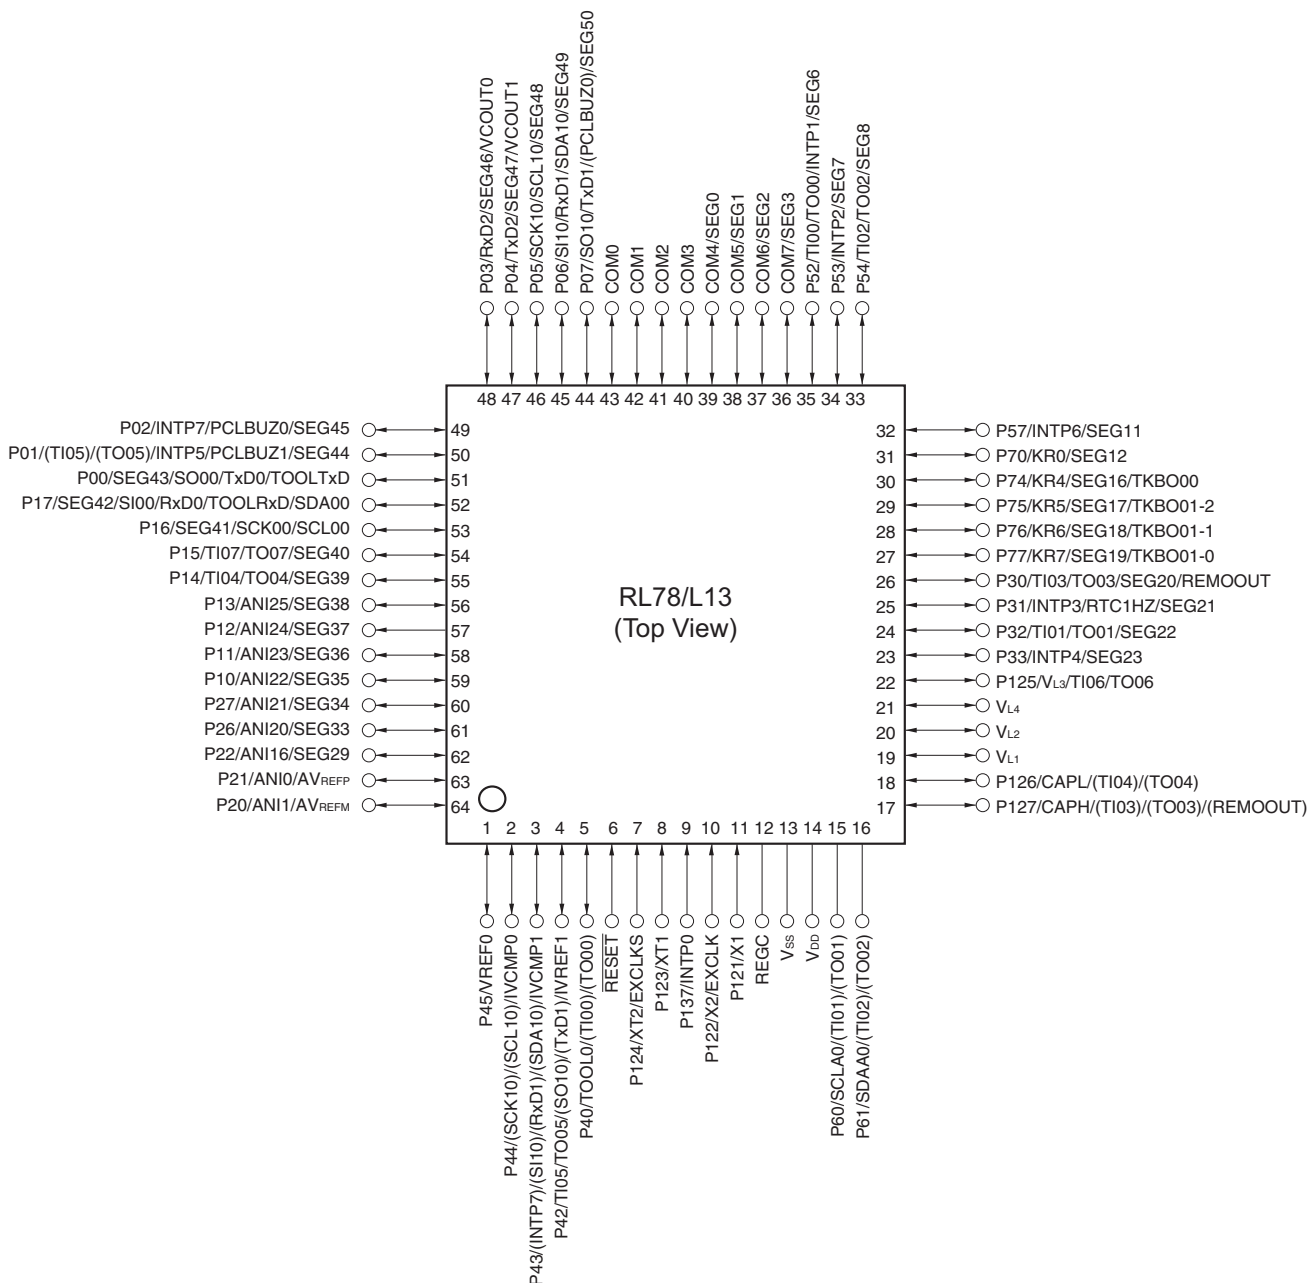 P03/RxD2/SEG46/VCOUT0
P04/TxD2/SEG47/VCOUT1
P05/SCK10/SCL10/SEG48
P06/SI10/RxD1/SDA10/SEG49
P07/SO10/TxD1/(PCLBUZ0)/SEG50
COM0
COM1
COM2
COM3
COM4/SEG0
COM5/SEG1
COM6/SEG2
COM7/SEG3
P52/TI00/TO00/INTP1/SEG6
P53/INTP2/SEG7
P54/TI02/TO02/SEG8
48 47 46 45 44 43 42 41 40 39 38 37 36 35 34 33
P02/INTP7/PCLBUZ0/SEG45 49
P01/(TI05)/(TO05)/INTP5/PCLBUZ1/SEG44 50
P00/SEG43/SO00/TxD0/TOOLTxD 51
P17/SEG42/SI00/RxD0/TOOLRxD/SDA00 52
P16/SEG41/SCK00/SCL00 53
P15/TI07/TO07/SEG40 54
P14/TI04/TO04/SEG39 55
P13/ANI25/SEG38 56
P12/ANI24/SEG37 57
P11/ANI23/SEG36 58
P10/ANI22/SEG35 59
P27/ANI21/SEG34 60
P26/ANI20/SEG33 61
P22/ANI16/SEG29 62
P21/ANI0/AVREFP 63
P20/ANI1/AVREFM 64
RL78/L13
(Top View)
32 P57/INTP6/SEG11
31 P70/KR0/SEG12
30 P74/KR4/SEG16/TKBO00
29 P75/KR5/SEG17/TKBO01-2
28 P76/KR6/SEG18/TKBO01-1
27 P77/KR7/SEG19/TKBO01-0
26 P30/TI03/TO03/SEG20/REMOOUT
25 P31/INTP3/RTC1HZ/SEG21
24 P32/TI01/TO01/SEG22
23 P33/INTP4/SEG23
22 P125/VL3/TI06/TO06
21 VL4
20 VL2
19 VL1
18 P126/CAPL/(TI04)/(TO04)
17 P127/CAPH/(TI03)/(TO03)/(REMOOUT)
1 2 3 4 5 6 7 8 9 10 11 12 13 14 15 16
P45/VREF0
P44/(SCK10)/(SCL10)/IVCMP0
P43/(INTP7)/(SI10)/(RxD1)/(SDA10)/IVCMP1
P42/TI05/TO05/(SO10)/(TxD1)/IVREF1
P40/TOOL0/(TI00)/(TO00)
RESET
P124/XT2/EXCLKS
P123/XT1
P137/INTP0
P122/X2/EXCLK
P121/X1
REGC
VSS
VDD
P60/SCLA0/(TI01)/(TO01)
P61/SDAA0/(TI02)/(TO02)